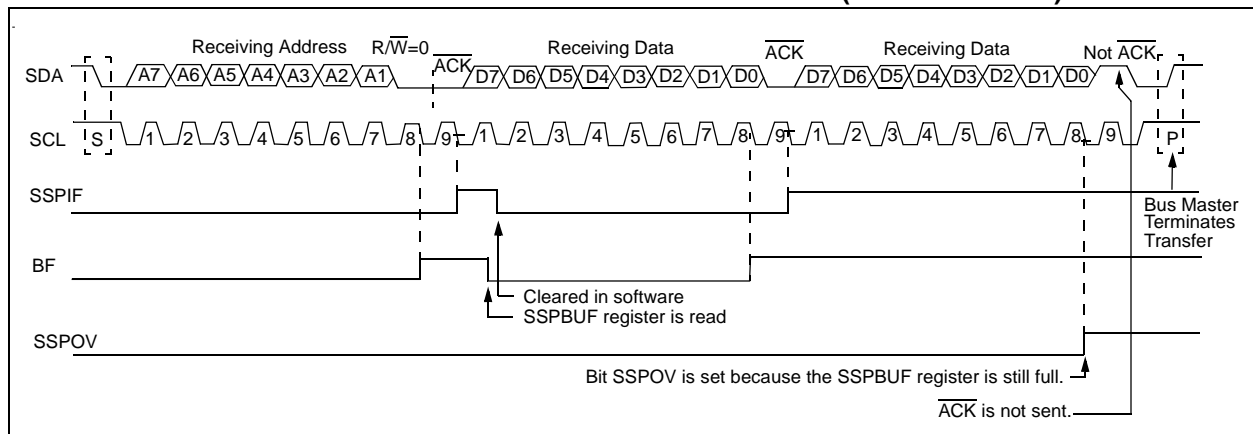 Receiving Address R/W̅=0 A̅C̅K̅ Receiving Data A̅C̅K̅ Receiving Data Not A̅C̅K̅
SDA A7 A6 A5 A4 A3 A2 A1 D7 D6 D5 D4 D3 D2 D1 D0 D7 D6 D5 D4 D3 D2 D1 D0
SCL S 1 2 3 4 5 6 7 8 9 1 2 3 4 5 6 7 8 9 1 2 3 4 5 6 7 8 9 P
SSPIF
Bus Master
Terminates
Transfer
BF
Cleared in software
SSPBUF register is read
SSPOV
Bit SSPOV is set because the SSPBUF register is still full.
A̅C̅K̅ is not sent.